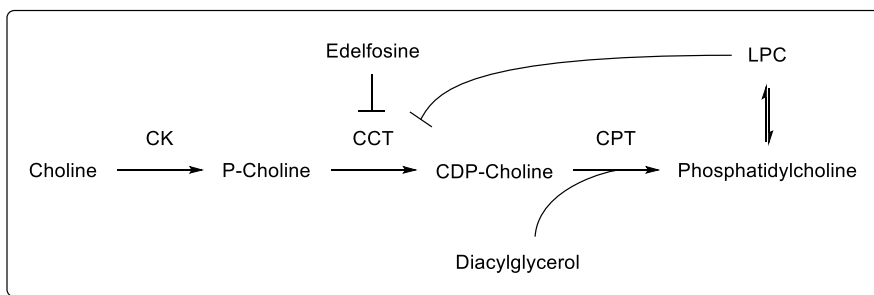 Edelfosine
LPC
CK
CCT
CPT
Choline
P-Choline
CDP-Choline
Phosphatidylcholine
Diacylglycerol